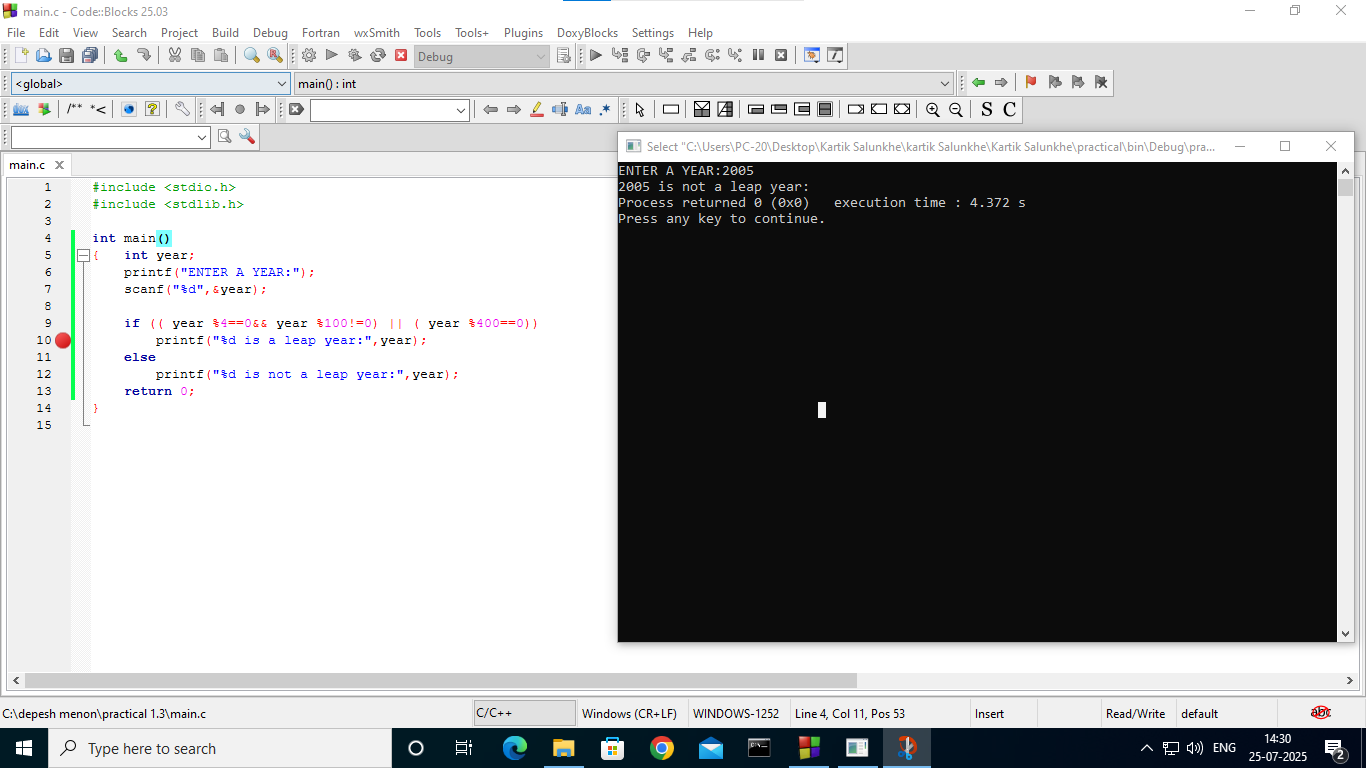 main.c - Code::Blocks 25.03
File Edit View Search Project Build Debug Fortran wxSmith Tools Tools+ Plugins DoxyBlocks Settings Help
Debug
<global> main() : int
/** *< Aa .* S C
main.c
Select "C:\Users\PC-20\Desktop\Kartik Salunkhe\kartik Salunkhe\Kartik Salunkhe\practical\bin\Debug\pra...
1 #include <stdio.h>
2 #include <stdlib.h>
3
4 int main()
5 { int year;
6 printf("ENTER A YEAR:");
7 scanf("%d",&year);
8
9 if (( year %4==0&& year %100!=0) || ( year %400==0))
10 printf("%d is a leap year:",year);
11 else
12 printf("%d is not a leap year:",year);
13 return 0;
14 }
15
ENTER A YEAR:2005
2005 is not a leap year:
Process returned 0 (0x0) execution time : 4.372 s
Press any key to continue.
C:\depesh menon\practical 1.3\main.c C/C++ Windows (CR+LF) WINDOWS-1252 Line 4, Col 11, Pos 53 Insert Read/Write default abc
Type here to search
ENG
14:30
25-07-2025
2